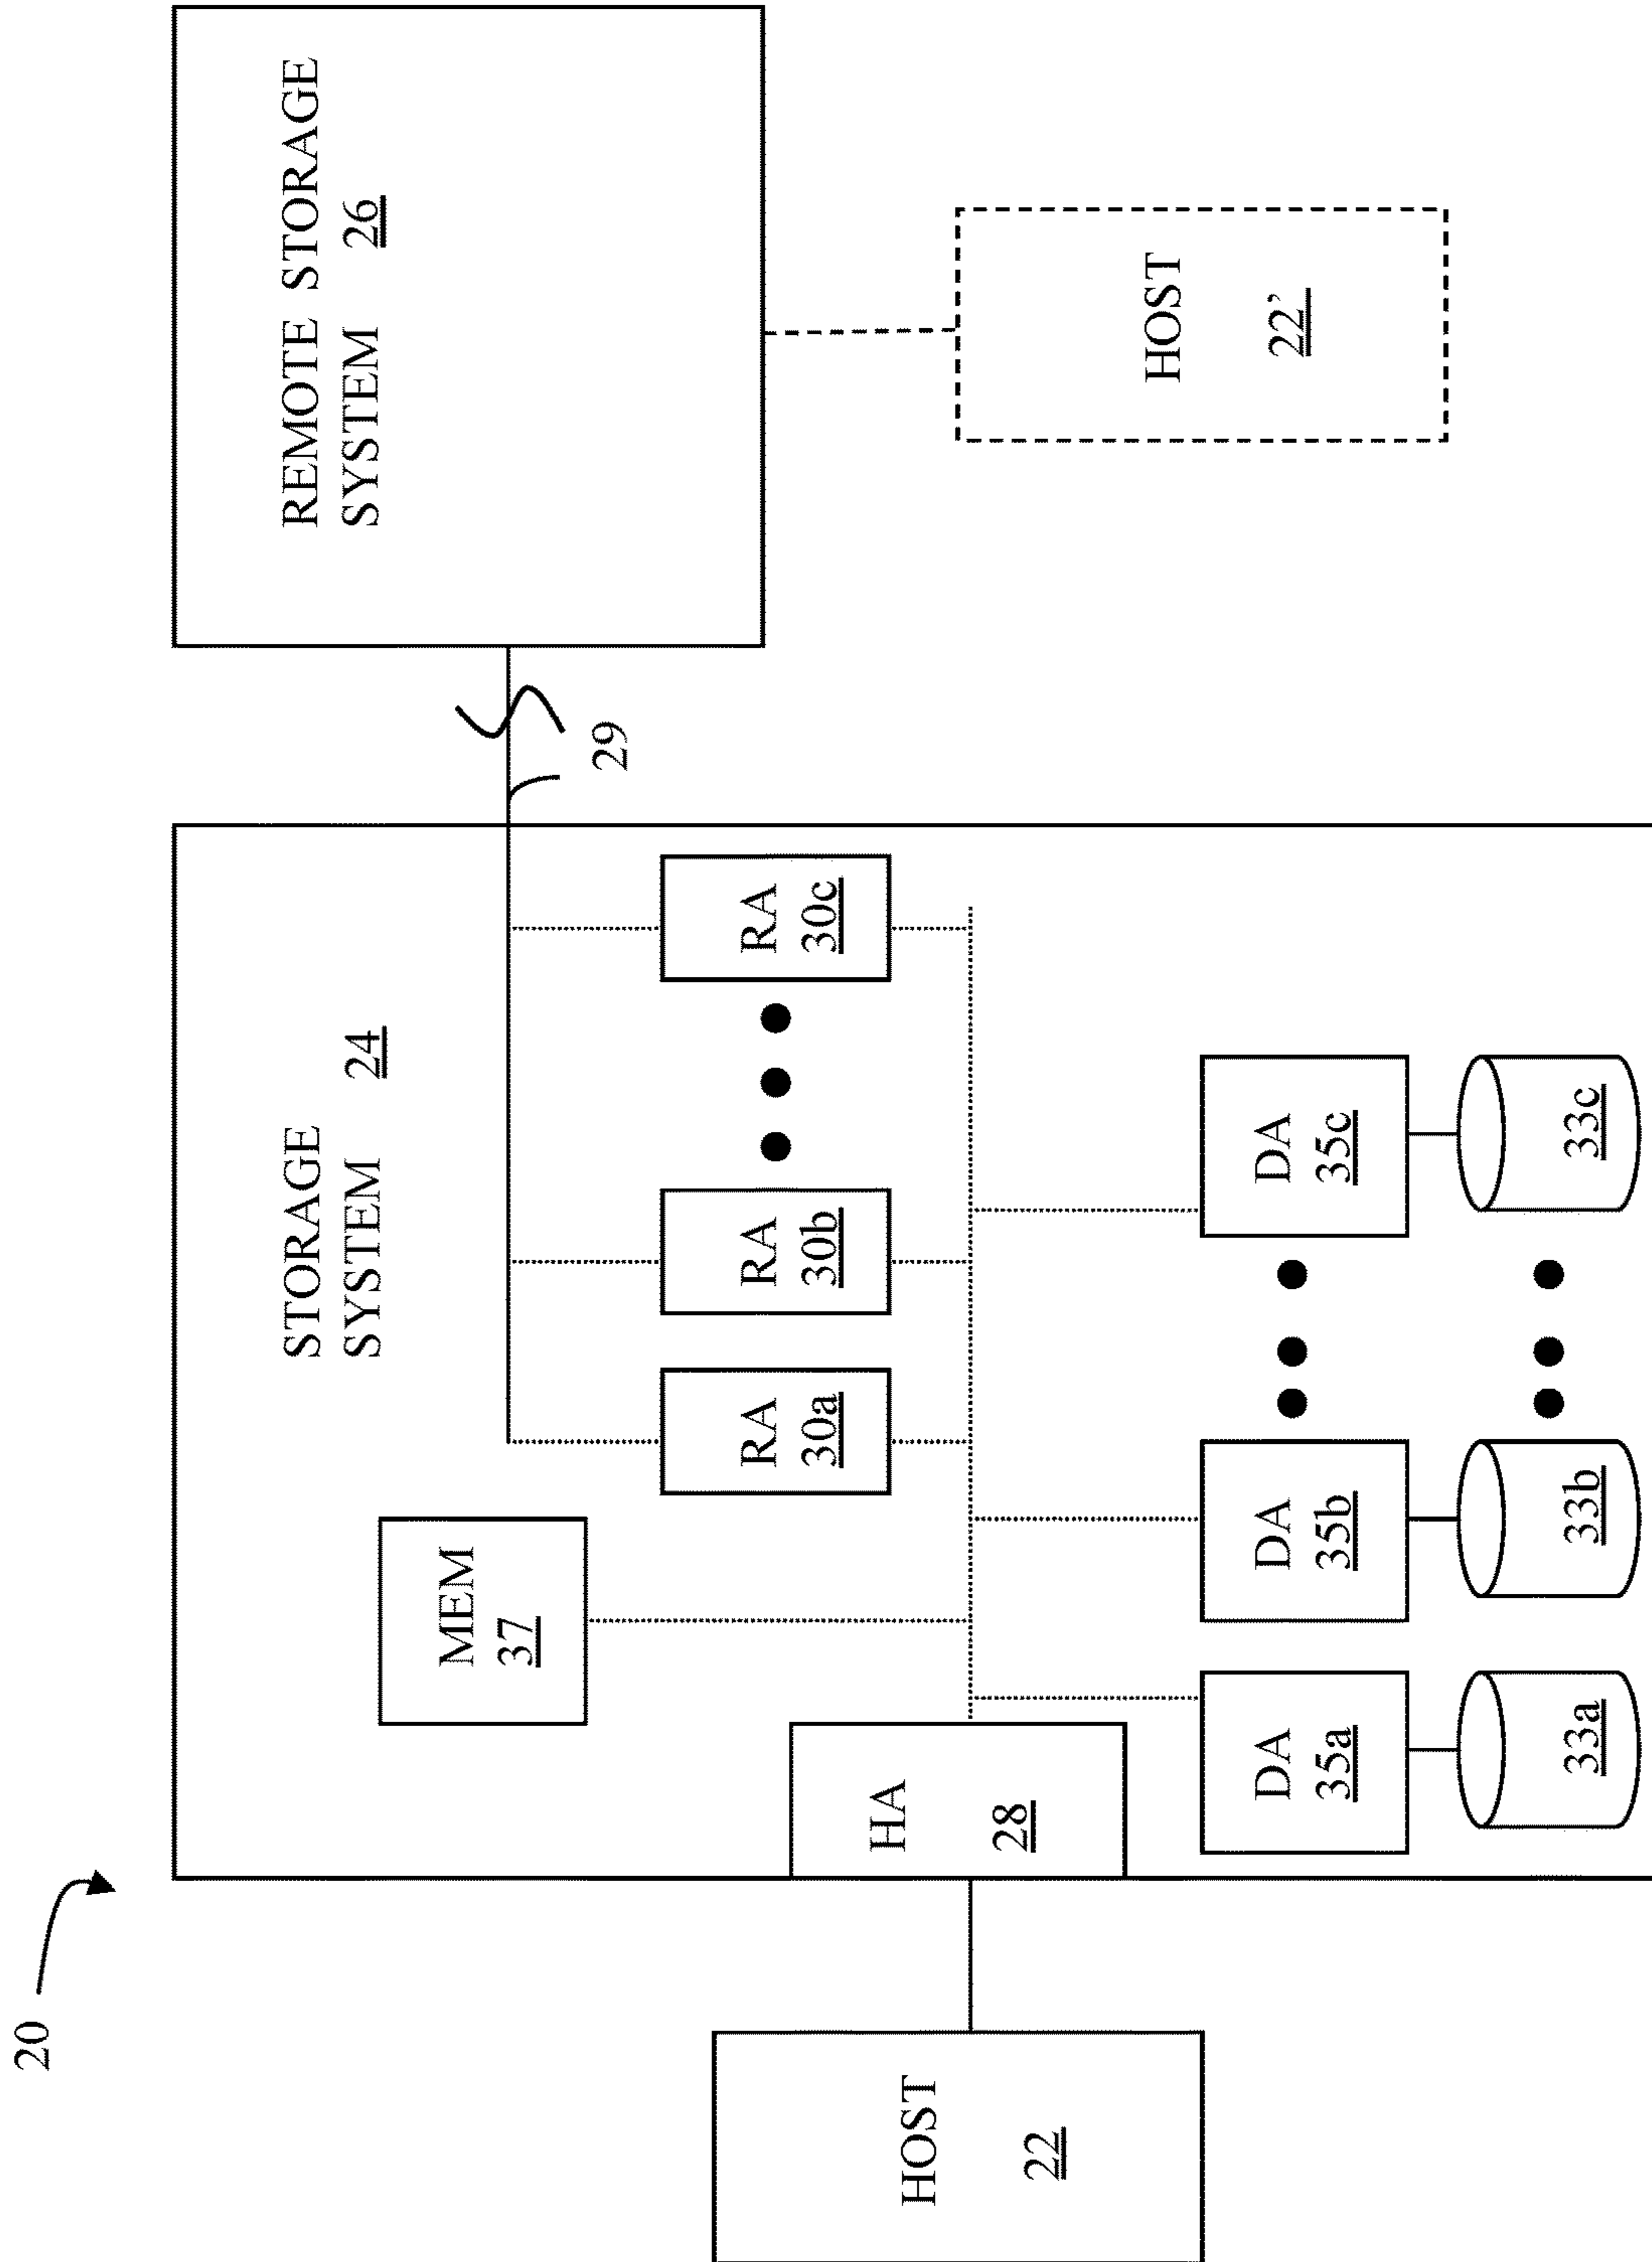 20
STORAGE
SYSTEM 24
REMOTE STORAGE
SYSTEM 26
MEM
37
29
RA
30a
RA
30b
RA
30c
HOST
22
HA
28
HOST
22’
DA
35a
DA
35b
DA
35c
33a
33b
33c